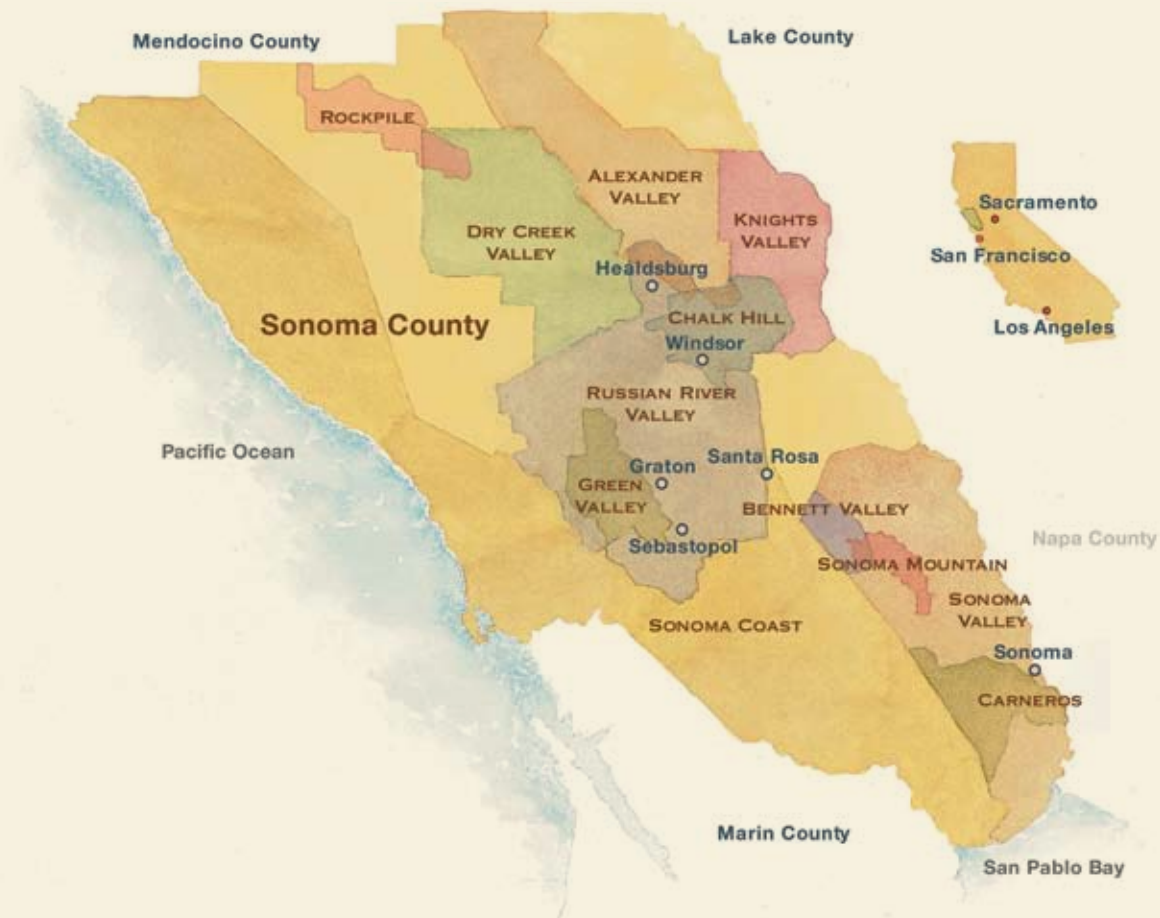 Mendocino County
Lake County
ROCKPILE
ALEXANDER
VALLEY
KNIGHTS
VALLEY
DRY CREEK
VALLEY
Healdsburg
Sonoma County
CHALK HILL
Windsor
RUSSIAN RIVER
VALLEY
Pacific Ocean
Graton
Santa Rosa
GREEN
VALLEY
BENNETT VALLEY
Sebastopol
SONOMA MOUNTAIN
SONOMA
VALLEY
SONOMA COAST
Sonoma
CARNEROS
Napa County
Marin County
San Pablo Bay
Sacramento
San Francisco
Los Angeles